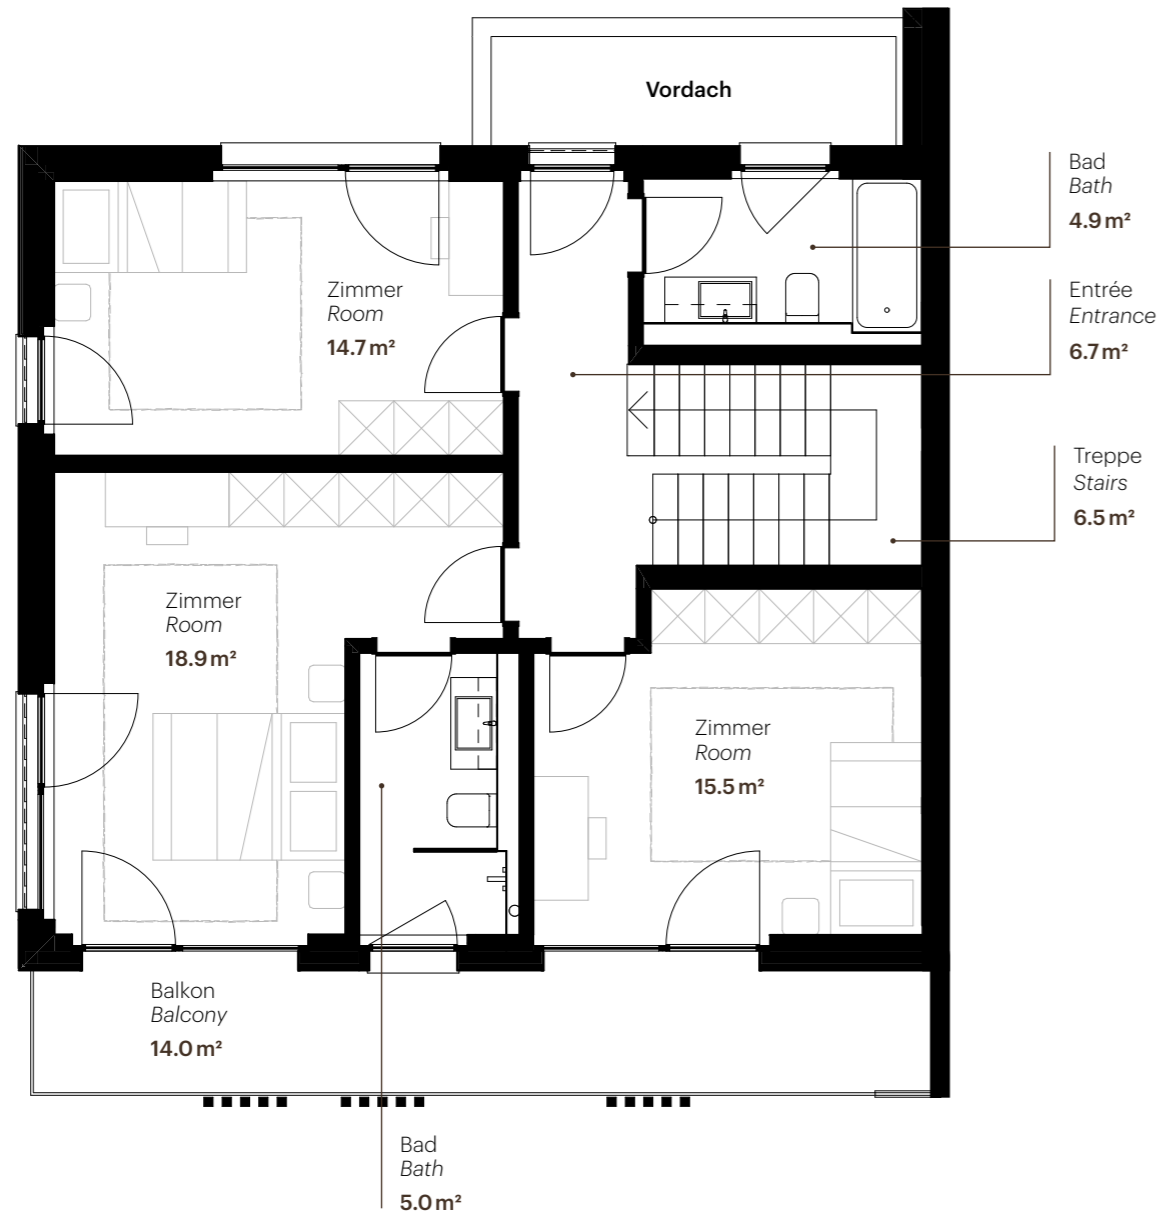 Vordach
Bad
Bath
4.9 m²
Entrée
Entrance
6.7 m²
Zimmer
Room
14.7 m²
Treppe
Stairs
6.5 m²
Zimmer
Room
18.9 m²
Zimmer
Room
15.5 m²
Balkon
Balcony
14.0 m²
Bad
Bath
5.0 m²